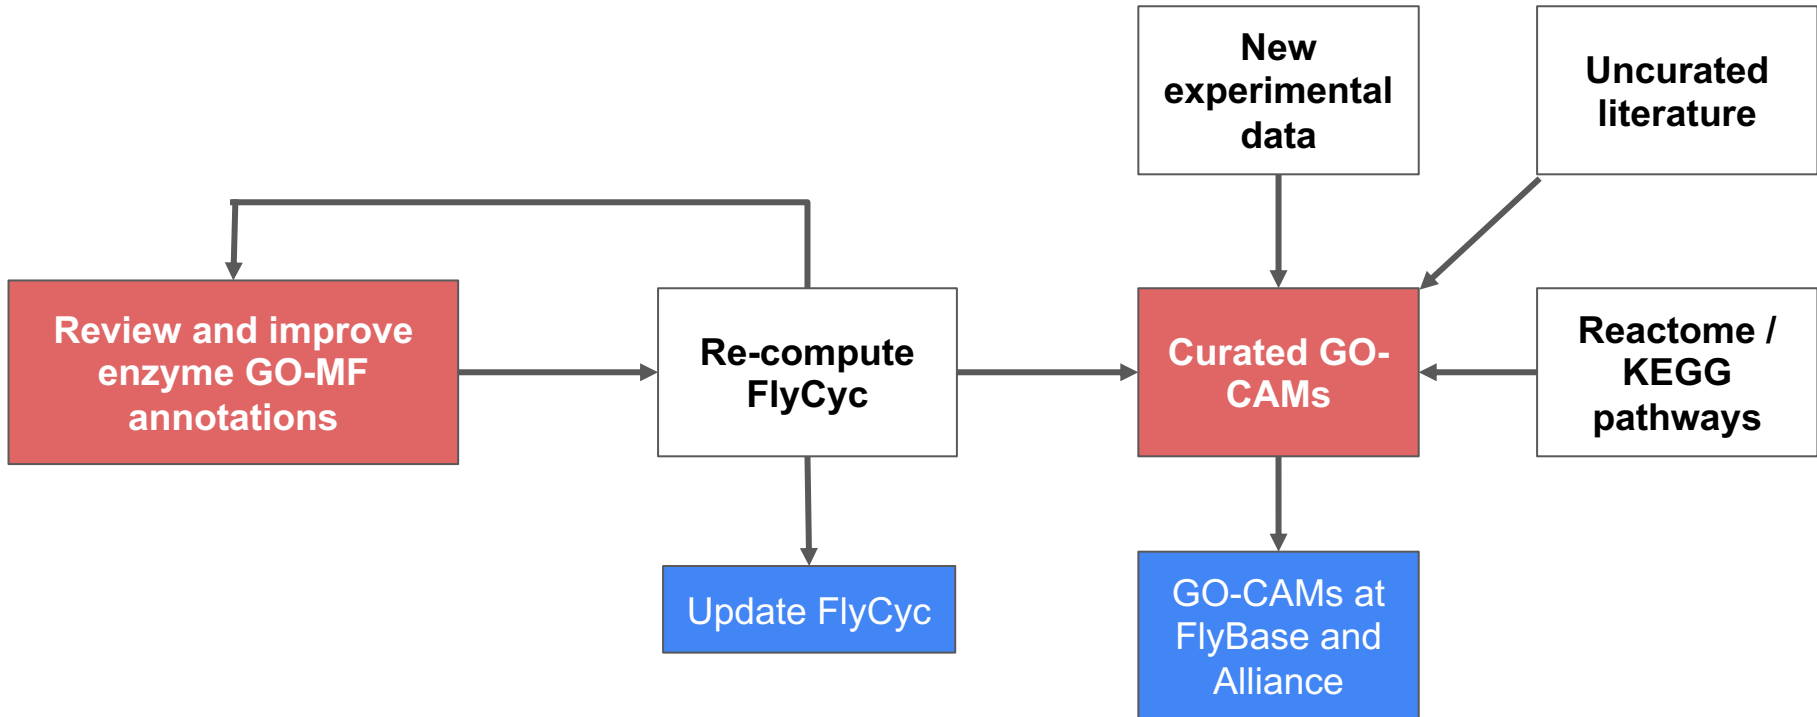 New
experimental
data
Uncurated
literature
Review and improve
enzyme GO-MF
annotations
Re-compute
FlyCyc
Curated GO-
CAMs
Reactome /
KEGG
pathways
Update FlyCyc
GO-CAMs at
FlyBase and
Alliance